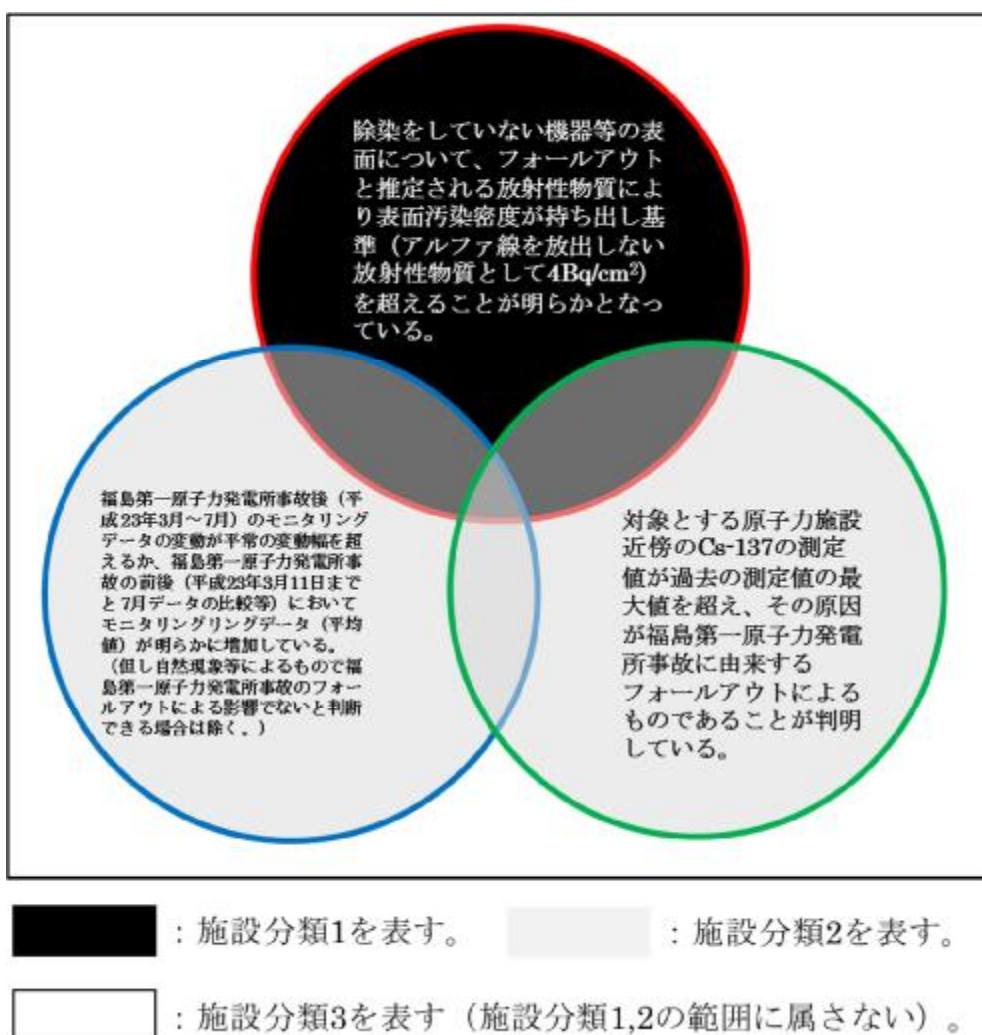 除染をしていない機器等の表
面について、フォールアウト
と推定される放射性物質によ
り表面汚染密度が持ち出し基
準（アルファ線を放出しない
放射性物質として4Bq/cm²）
を超えることが明らかとなっ
ている。
福島第一原子力発電所事故後（平
成23年3月～7月）のモニタリング
データの変動が平常の変動幅を超
えるか、福島第一原子力発電所事
故の前後（平成23年3月11日まで
と7月データの比較等）において
モニタリングリングデータ（平均
値）が明らかに増加している。
（但し自然現象等によるもので福
島第一原子力発電所事故のフォー
ルアウトによる影響でないと判断
できる場合は除く。）
対象とする原子力施設
近傍のCs-137の測定
値が過去の測定値の最
大値を超え、その原因
が福島第一原子力発電
所事故に由来する
フォールアウトによる
ものであることが判明
している。
：施設分類1を表す。
：施設分類2を表す。
：施設分類3を表す（施設分類1,2の範囲に属さない）。